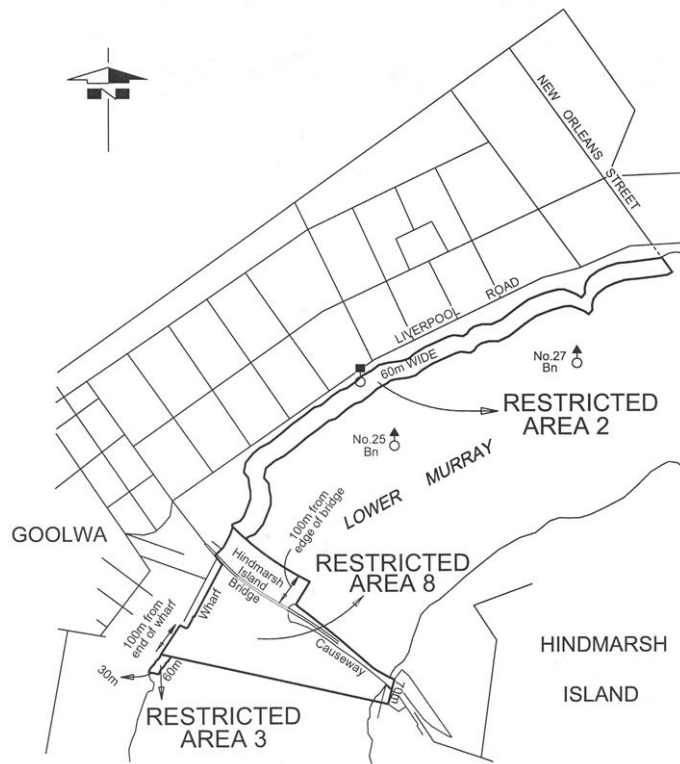 N
NEW ORLEANS STREET
LIVERPOOL ROAD
60m WIDE
No.27
Bn
RESTRICTED
AREA 2
No.25
Bn
LOWER MURRAY
GOOLWA
100m from
edge of bridge
Hindmarsh
Island
Bridge
RESTRICTED
AREA 8
Wharf
100m from
end of wharf
Causeway
HINDMARSH
ISLAND
30m
60m
70m
RESTRICTED
AREA 3